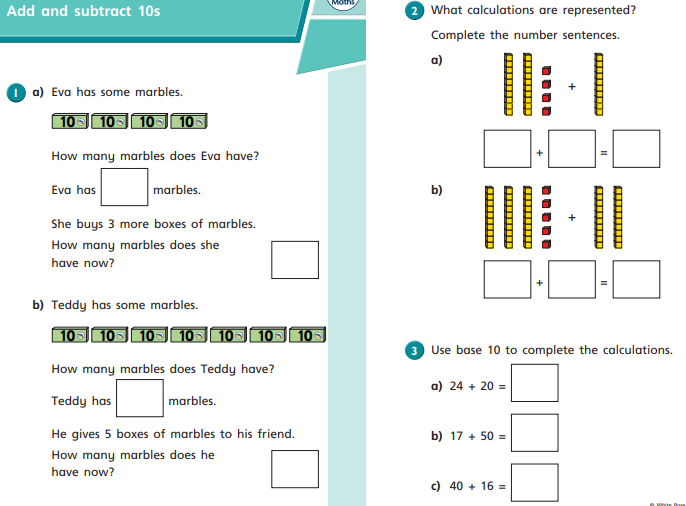 Add and subtract 10s
Maths
1 a) Eva has some marbles.
10 10 10 10
How many marbles does Eva have?
Eva has marbles.
She buys 3 more boxes of marbles.
How many marbles does she
have now?
b) Teddy has some marbles.
10 10 10 10 10 10 10
How many marbles does Teddy have?
Teddy has marbles.
He gives 5 boxes of marbles to his friend.
How many marbles does he
have now?
2 What calculations are represented?
Complete the number sentences.
a)
+
+ =
b)
+
+ =
3 Use base 10 to complete the calculations.
a) 24 + 20 =
b) 17 + 50 =
c) 40 + 16 =
© White Rose